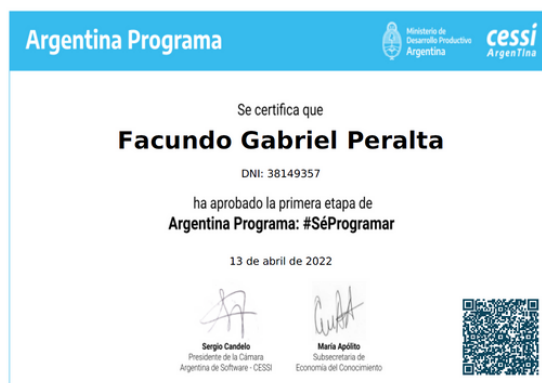 Argentina Programa
Ministerio de
Desarrollo Productivo
Argentina
cessi
ArgenTIna
Se certifica que
Facundo Gabriel Peralta
DNI: 38149357
ha aprobado la primera etapa de
Argentina Programa: #SéProgramar
13 de abril de 2022
Sergio Candelo
Presidente de la Cámara
Argentina de Software - CESSI
María Apólito
Subsecretaria de
Economía del Conocimiento